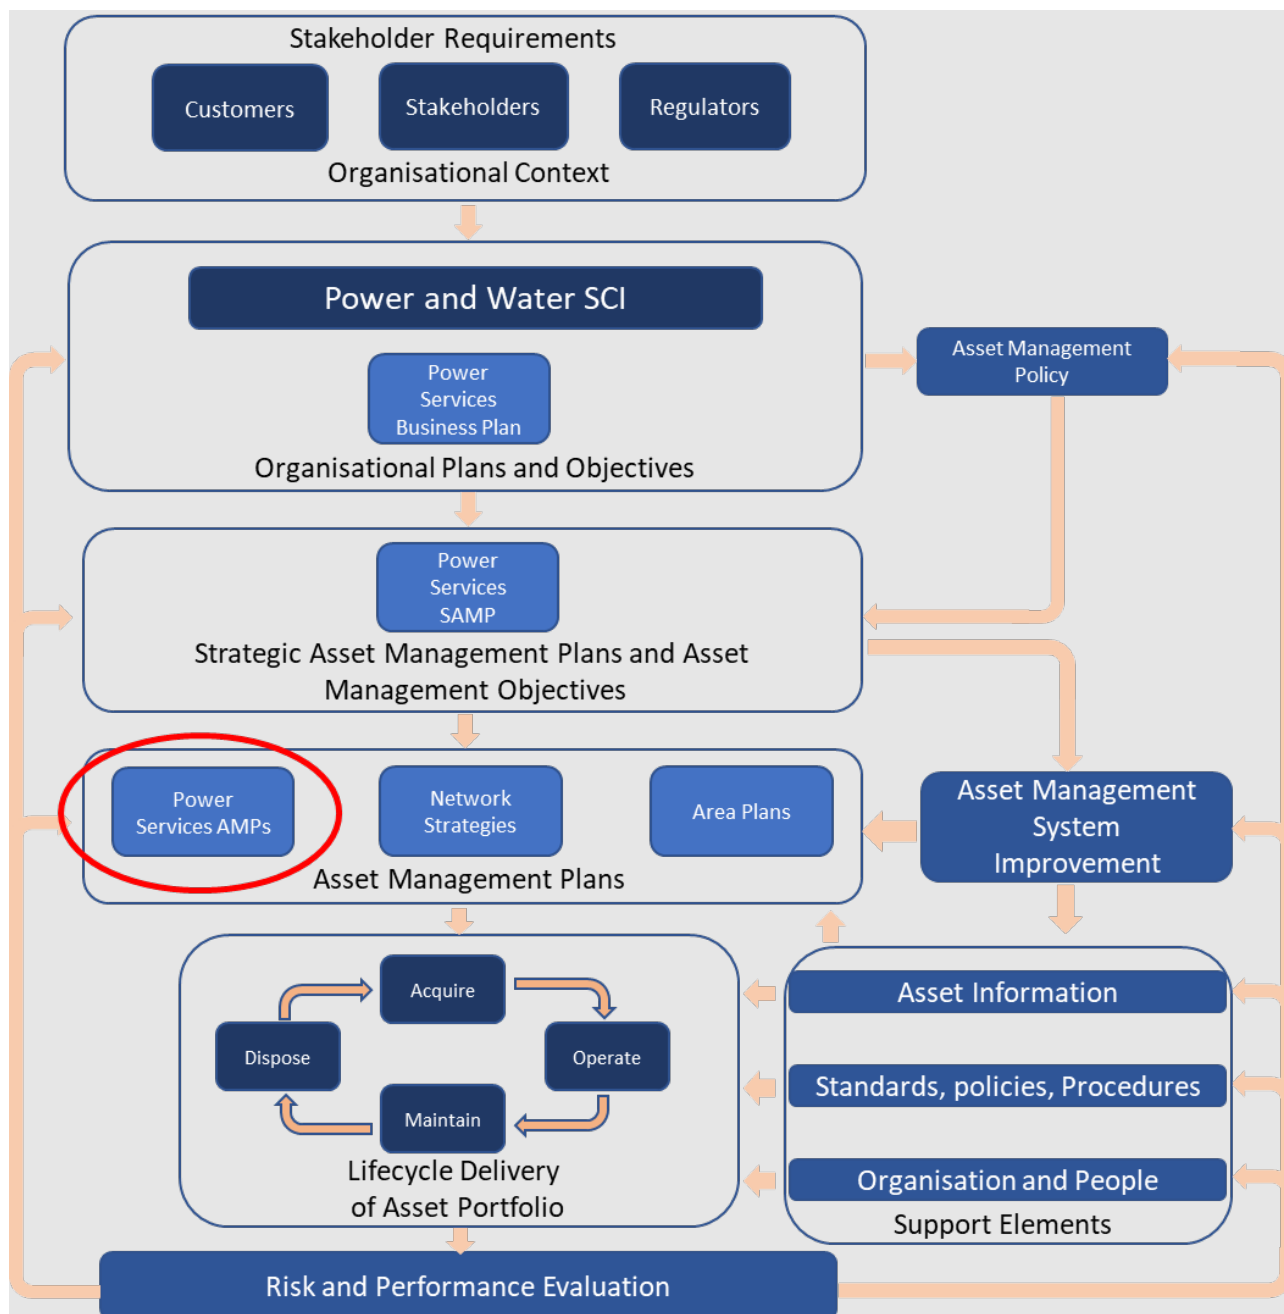 Stakeholder Requirements
Customers
Stakeholders
Regulators
Organisational Context
Power and Water SCI
Power
Services
Business Plan
Organisational Plans and Objectives
Asset Management
Policy
Power
Services
SAMP
Strategic Asset Management Plans and Asset
Management Objectives
Power
Services AMPs
Network
Strategies
Area Plans
Asset Management Plans
Asset Management
System
Improvement
Acquire
Dispose
Operate
Maintain
Lifecycle Delivery
of Asset Portfolio
Asset Information
Standards, policies, Procedures
Organisation and People
Support Elements
Risk and Performance Evaluation